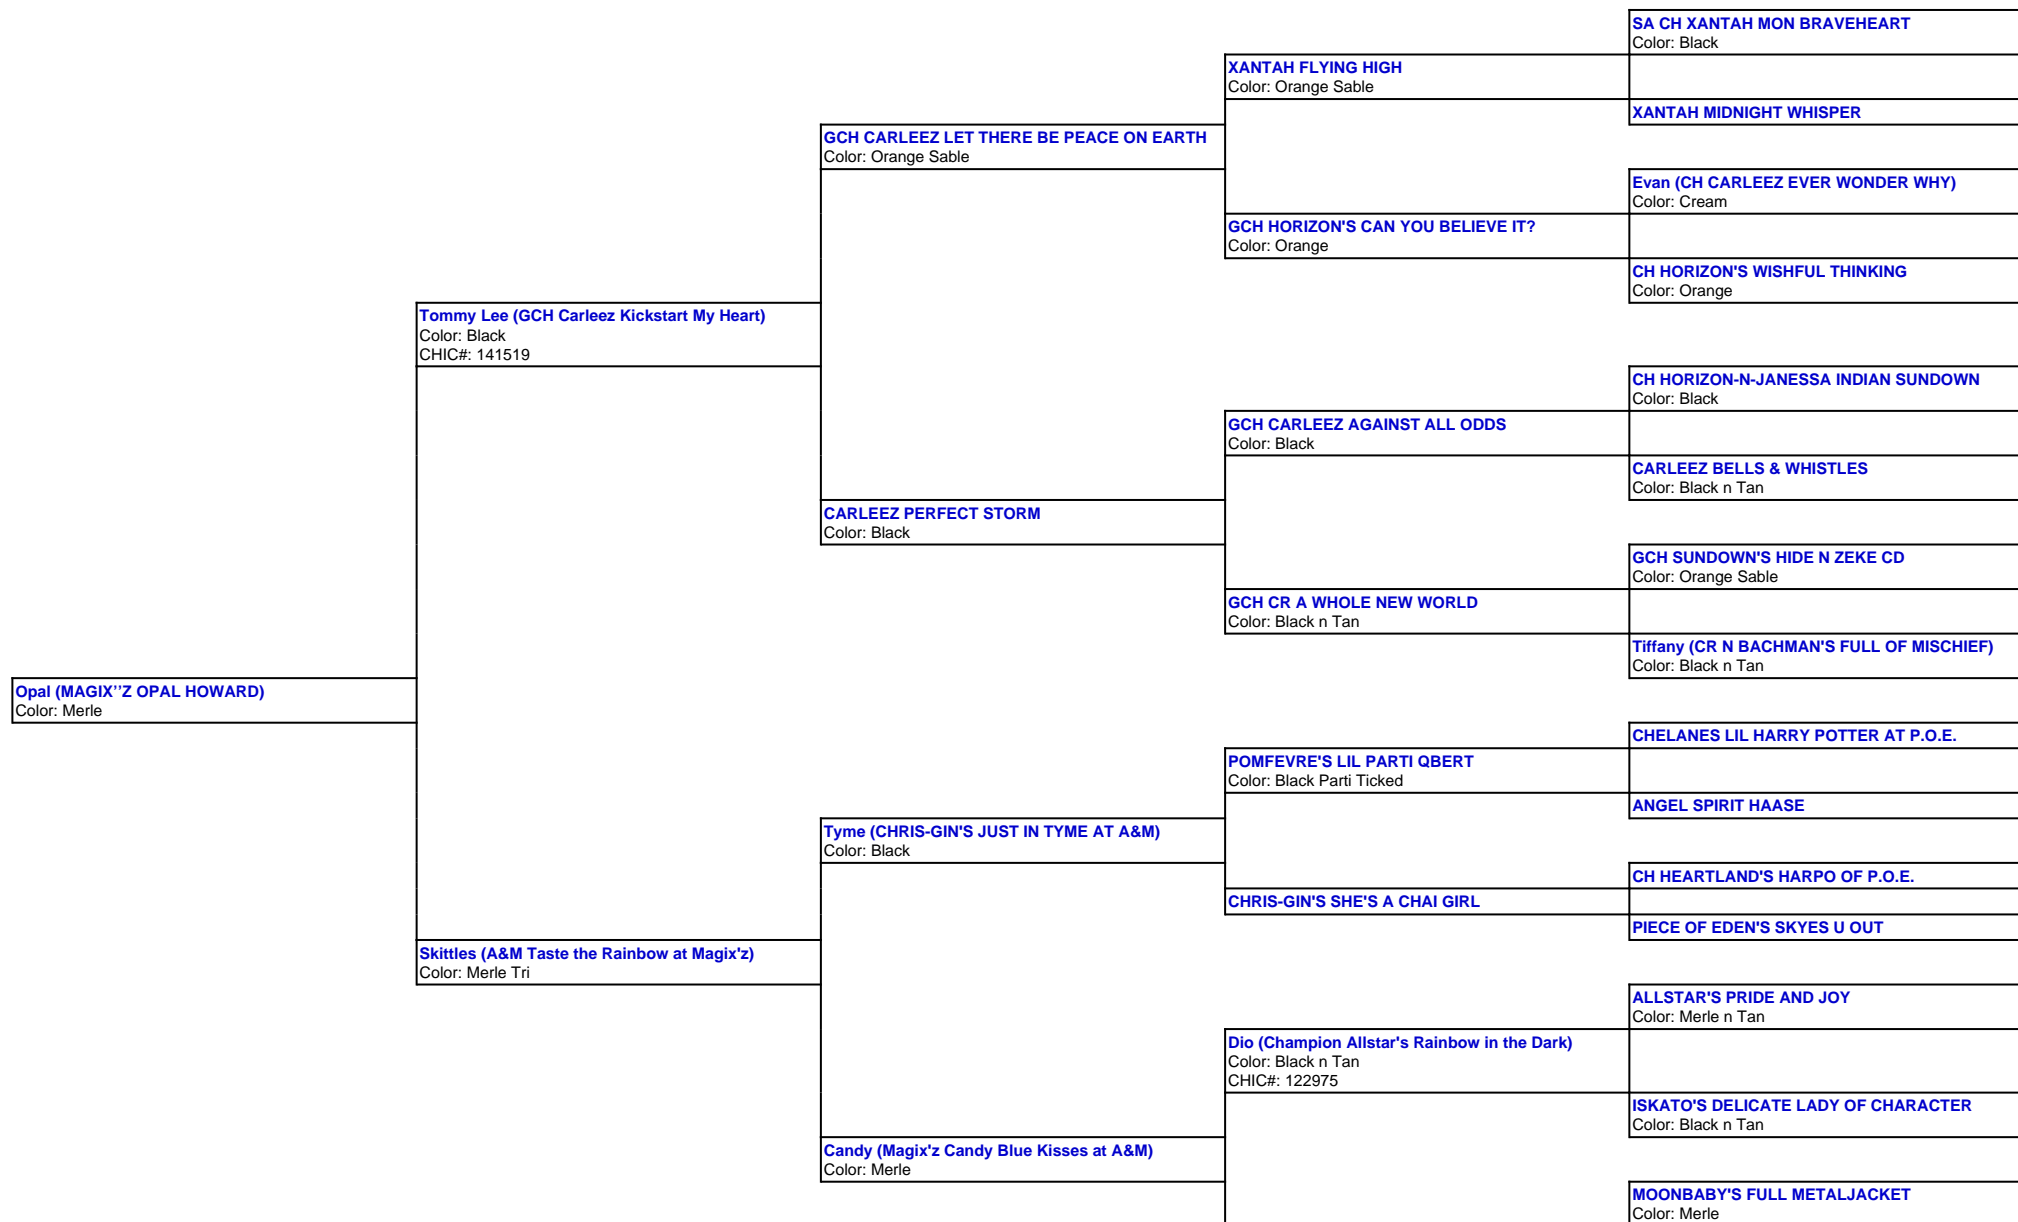 SA CH XANTAH MON BRAVEHEART
Color: Black
XANTAH FLYING HIGH
Color: Orange Sable
XANTAH MIDNIGHT WHISPER
GCH CARLEEZ LET THERE BE PEACE ON EARTH
Color: Orange Sable
Evan (CH CARLEEZ EVER WONDER WHY)
Color: Cream
GCH HORIZON'S CAN YOU BELIEVE IT?
Color: Orange
CH HORIZON'S WISHFUL THINKING
Color: Orange
Tommy Lee (GCH Carleez Kickstart My Heart)
Color: Black
CHIC#: 141519
CH HORIZON-N-JANESSA INDIAN SUNDOWN
Color: Black
GCH CARLEEZ AGAINST ALL ODDS
Color: Black
CARLEEZ BELLS & WHISTLES
Color: Black n Tan
CARLEEZ PERFECT STORM
Color: Black
GCH SUNDOWN'S HIDE N ZEKE CD
Color: Orange Sable
GCH CR A WHOLE NEW WORLD
Color: Black n Tan
Tiffany (CR N BACHMAN'S FULL OF MISCHIEF)
Color: Black n Tan
Opal (MAGIX’’Z OPAL HOWARD)
Color: Merle
CHELANES LIL HARRY POTTER AT P.O.E.
POMFEVRE'S LIL PARTI QBERT
Color: Black Parti Ticked
ANGEL SPIRIT HAASE
Tyme (CHRIS-GIN'S JUST IN TYME AT A&M)
Color: Black
CH HEARTLAND'S HARPO OF P.O.E.
CHRIS-GIN'S SHE'S A CHAI GIRL
PIECE OF EDEN'S SKYES U OUT
Skittles (A&M Taste the Rainbow at Magix'z)
Color: Merle Tri
ALLSTAR'S PRIDE AND JOY
Color: Merle n Tan
Dio (Champion Allstar's Rainbow in the Dark)
Color: Black n Tan
CHIC#: 122975
ISKATO'S DELICATE LADY OF CHARACTER
Color: Black n Tan
Candy (Magix'z Candy Blue Kisses at A&M)
Color: Merle
MOONBABY'S FULL METALJACKET
Color: Merle